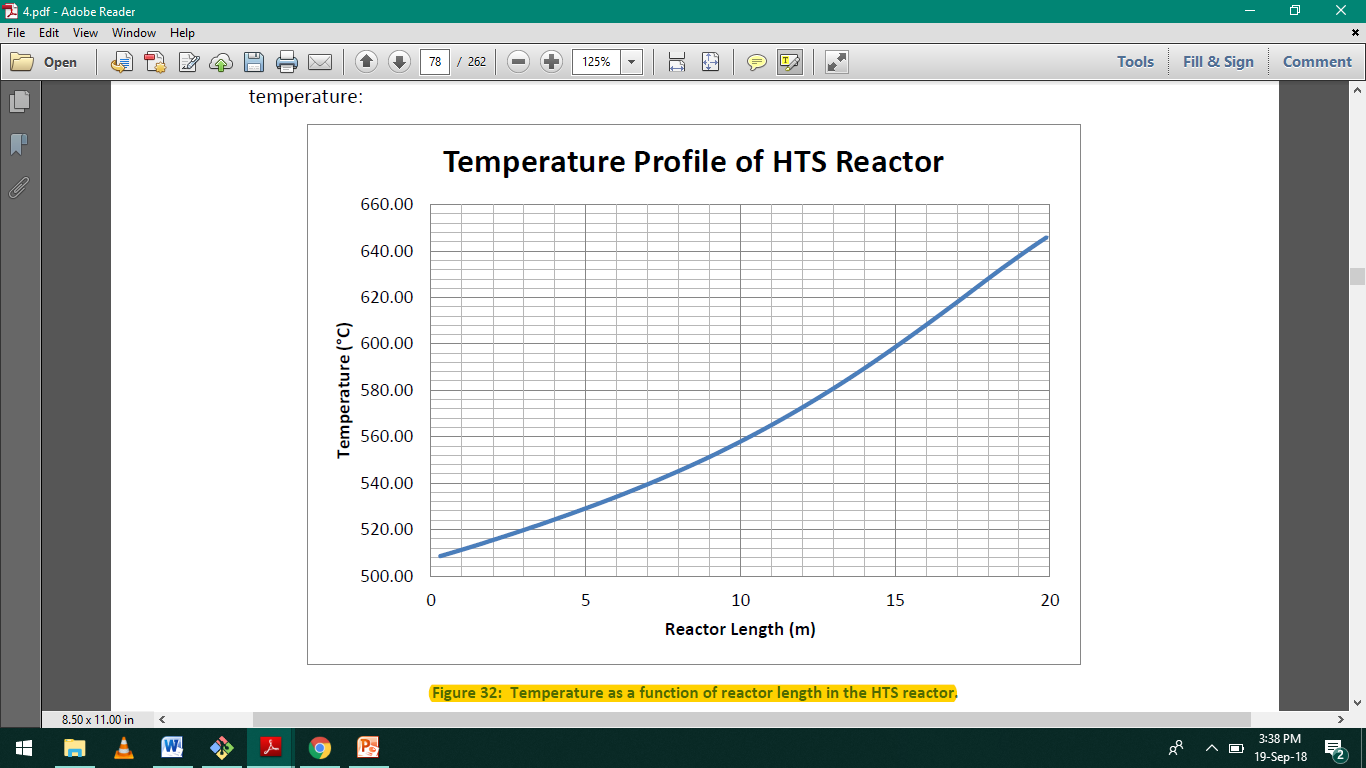 4.pdf - Adobe Reader
File Edit View Window Help
Open 78 / 262 125% Tools Fill & Sign Comment
temperature:
Temperature Profile of HTS Reactor
660.00
640.00
620.00
600.00
580.00
560.00
540.00
520.00
500.00
Temperature (°C)
0 5 10 15 20
Reactor Length (m)
Figure 32: Temperature as a function of reactor length in the HTS reactor.
8.50 x 11.00 in
3:38 PM
19-Sep-18
2